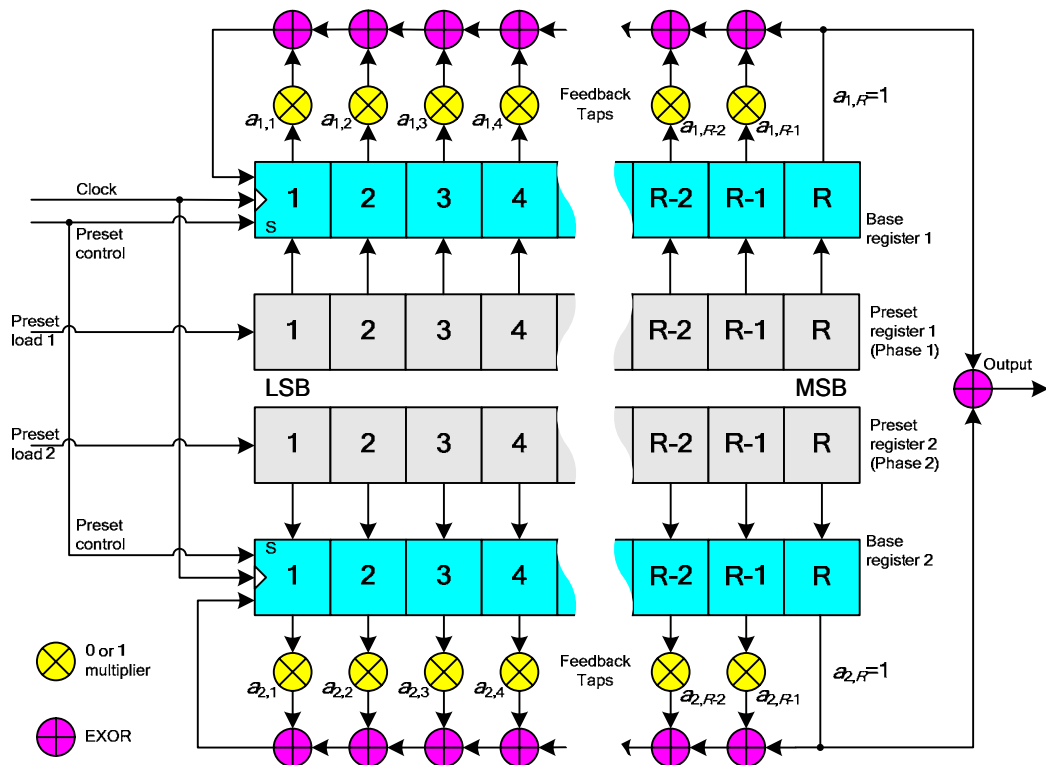 a1,1 a1,2 a1,3 a1,4 Feedback a1,R-2 a1,R-1 a1,R=1
Taps
Clock
1 2 3 4 R-2 R-1 R
S
Base
register 1
Preset
control
Preset
load 1
1 2 3 4 R-2 R-1 R
Preset
register 1
(Phase 1)
LSB MSB
Output
Preset
load 2
1 2 3 4 R-2 R-1 R
Preset
register 2
(Phase 2)
Preset
control
S
1 2 3 4 R-2 R-1 R
Base
register 2
0 or 1
multiplier
a2,1 a2,2 a2,3 a2,4 Feedback a2,R-2 a2,R-1 a2,R=1
Taps
EXOR